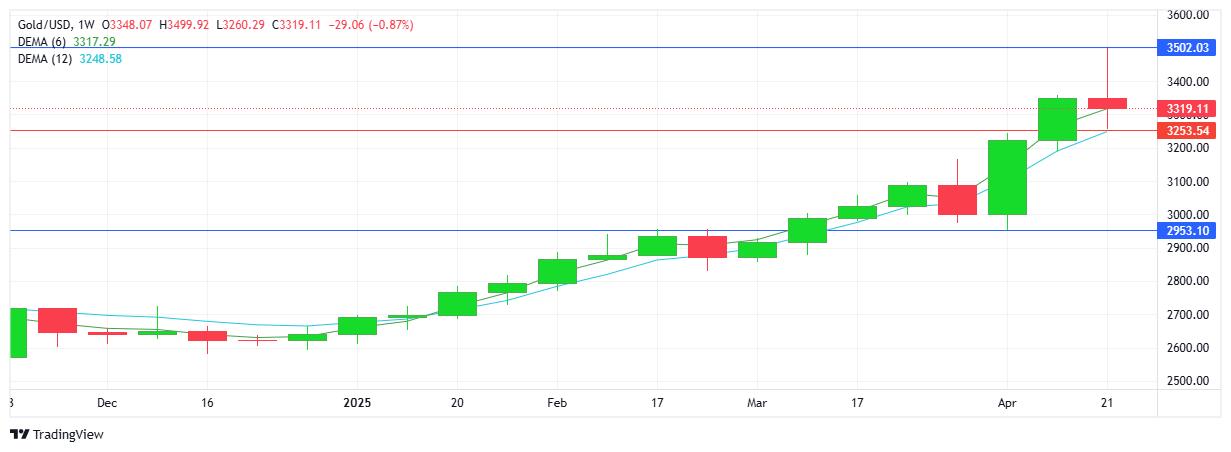 Gold/USD, 1W O3348.07 H3499.92 L3260.29 C3319.11 −29.06 (−0.87%)
DEMA (6) 3317.29
DEMA (12) 3248.58
3600.00
3502.03
3400.00
3319.11
3253.54
3200.00
3100.00
3000.00
2953.10
2900.00
2800.00
2700.00
2600.00
2500.00
Dec 16 2025 20 Feb 17 Mar 17 Apr 21
TradingView